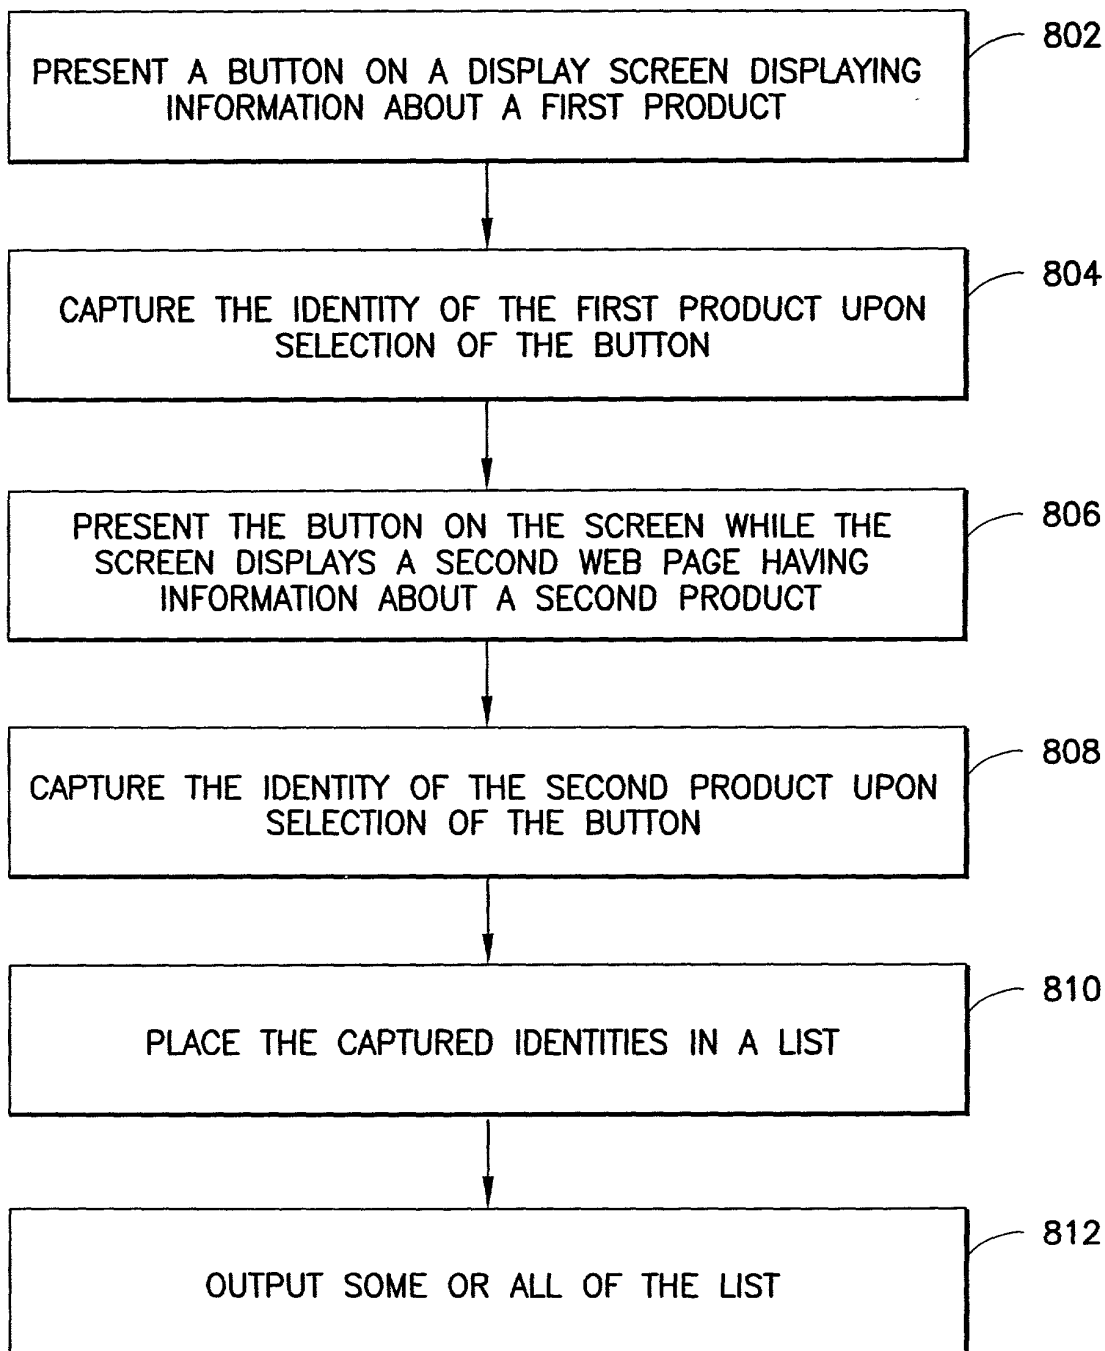 802
PRESENT A BUTTON ON A DISPLAY SCREEN DISPLAYING
INFORMATION ABOUT A FIRST PRODUCT
804
CAPTURE THE IDENTITY OF THE FIRST PRODUCT UPON
SELECTION OF THE BUTTON
806
PRESENT THE BUTTON ON THE SCREEN WHILE THE
SCREEN DISPLAYS A SECOND WEB PAGE HAVING
INFORMATION ABOUT A SECOND PRODUCT
808
CAPTURE THE IDENTITY OF THE SECOND PRODUCT UPON
SELECTION OF THE BUTTON
810
PLACE THE CAPTURED IDENTITIES IN A LIST
812
OUTPUT SOME OR ALL OF THE LIST